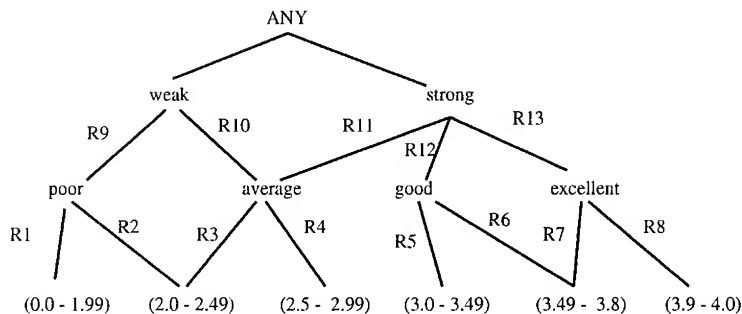 ANY
weak strong
R9 R10 R11 R12 R13
poor average good excellent
R1 R2 R3 R4 R5 R6 R7 R8
(0.0 - 1.99) (2.0 - 2.49) (2.5 - 2.99) (3.0 - 3.49) (3.49 - 3.8) (3.9 - 4.0)